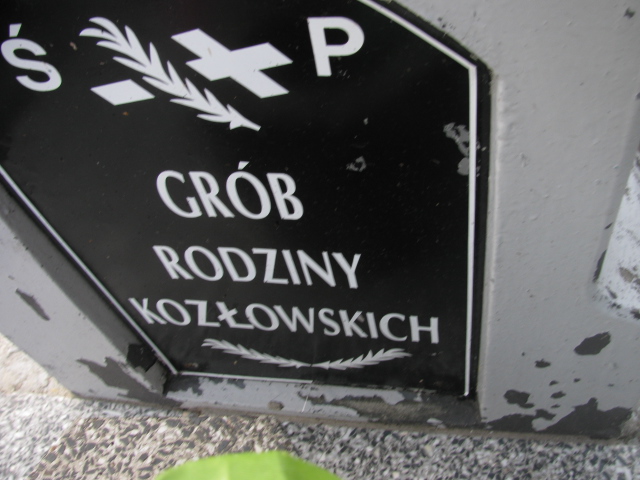 Ś P
GRÓB
RODZINY
KOZŁOWSKICH